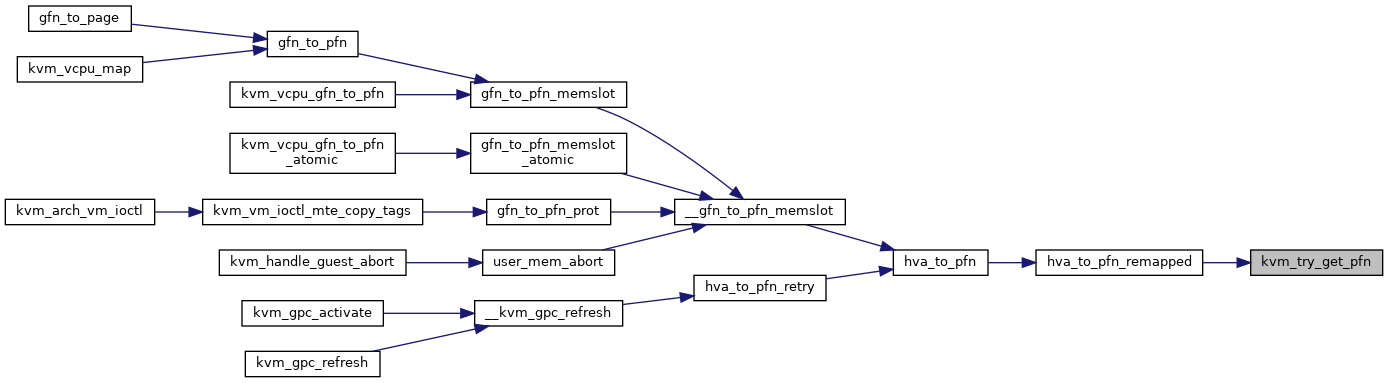 gfn_to_page
gfn_to_pfn
kvm_vcpu_map
kvm_vcpu_gfn_to_pfn
gfn_to_pfn_memslot
kvm_vcpu_gfn_to_pfn
_atomic
gfn_to_pfn_memslot
_atomic
kvm_arch_vm_ioctl
kvm_vm_ioctl_mte_copy_tags
gfn_to_pfn_prot
__gfn_to_pfn_memslot
kvm_handle_guest_abort
user_mem_abort
hva_to_pfn
hva_to_pfn_remapped
kvm_try_get_pfn
hva_to_pfn_retry
kvm_gpc_activate
__kvm_gpc_refresh
kvm_gpc_refresh